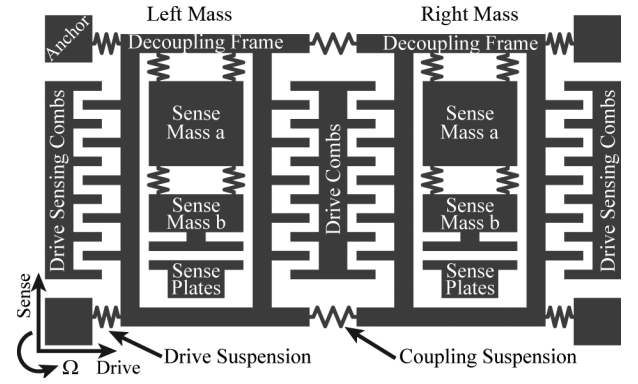 Left Mass
Right Mass
Anchor
Decoupling Frame
Decoupling Frame
Drive Sensing Combs
Sense
Mass a
Sense
Mass b
Sense
Plates
Drive Combs
Sense
Mass a
Sense
Mass b
Sense
Plates
Drive Sensing Combs
Sense
Ω
Drive
Drive Suspension
Coupling Suspension